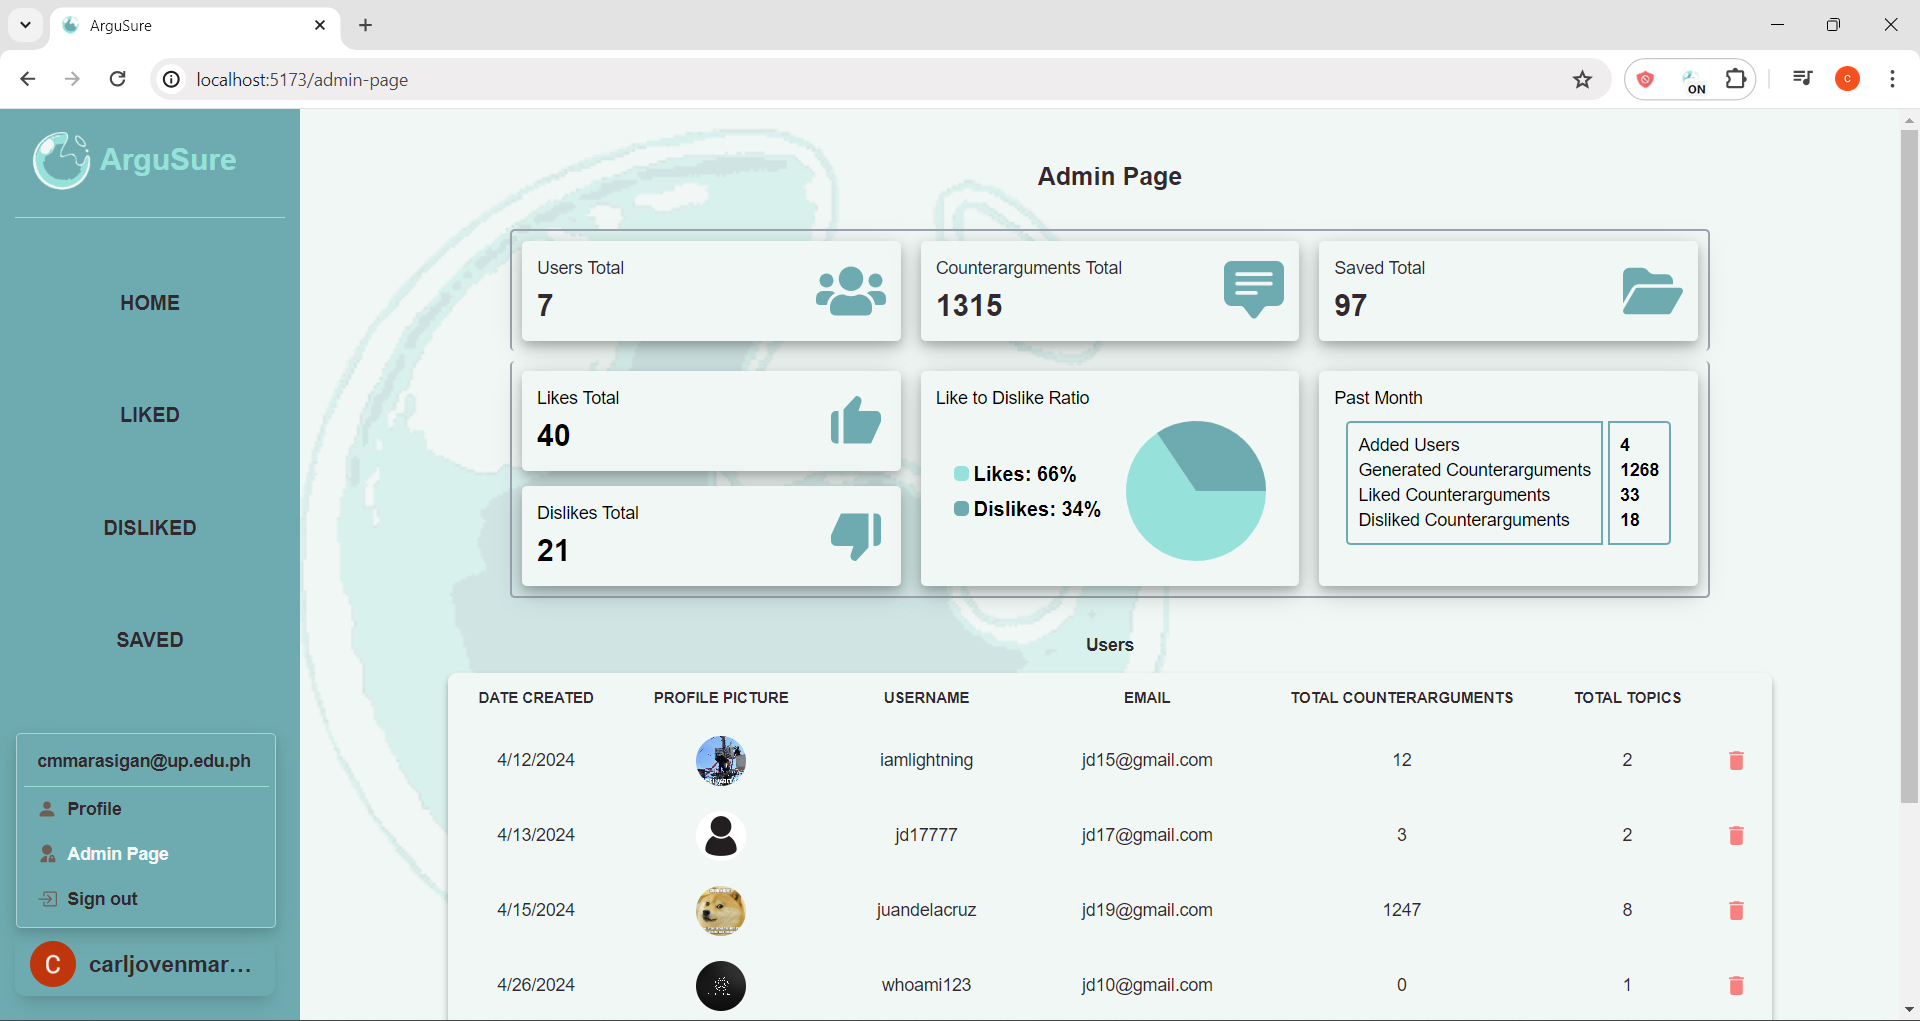 ArguSure
localhost:5173/admin-page
ON
C
ArguSure
HOME
LIKED
DISLIKED
SAVED
cmmarasigan@up.edu.ph
Profile
Admin Page
Sign out
C carljovenmar...
Admin Page
Users Total
7
Counterarguments Total
1315
Saved Total
97
Likes Total
40
Dislikes Total
21
Like to Dislike Ratio
Likes: 66%
Dislikes: 34%
Past Month
Added Users 4
Generated Counterarguments 1268
Liked Counterarguments 33
Disliked Counterarguments 18
Users
DATE CREATED PROFILE PICTURE USERNAME EMAIL TOTAL COUNTERARGUMENTS TOTAL TOPICS
4/12/2024 iamlightning jd15@gmail.com 12 2
4/13/2024 jd17777 jd17@gmail.com 3 2
4/15/2024 juandelacruz jd19@gmail.com 1247 8
4/26/2024 whoami123 jd10@gmail.com 0 1